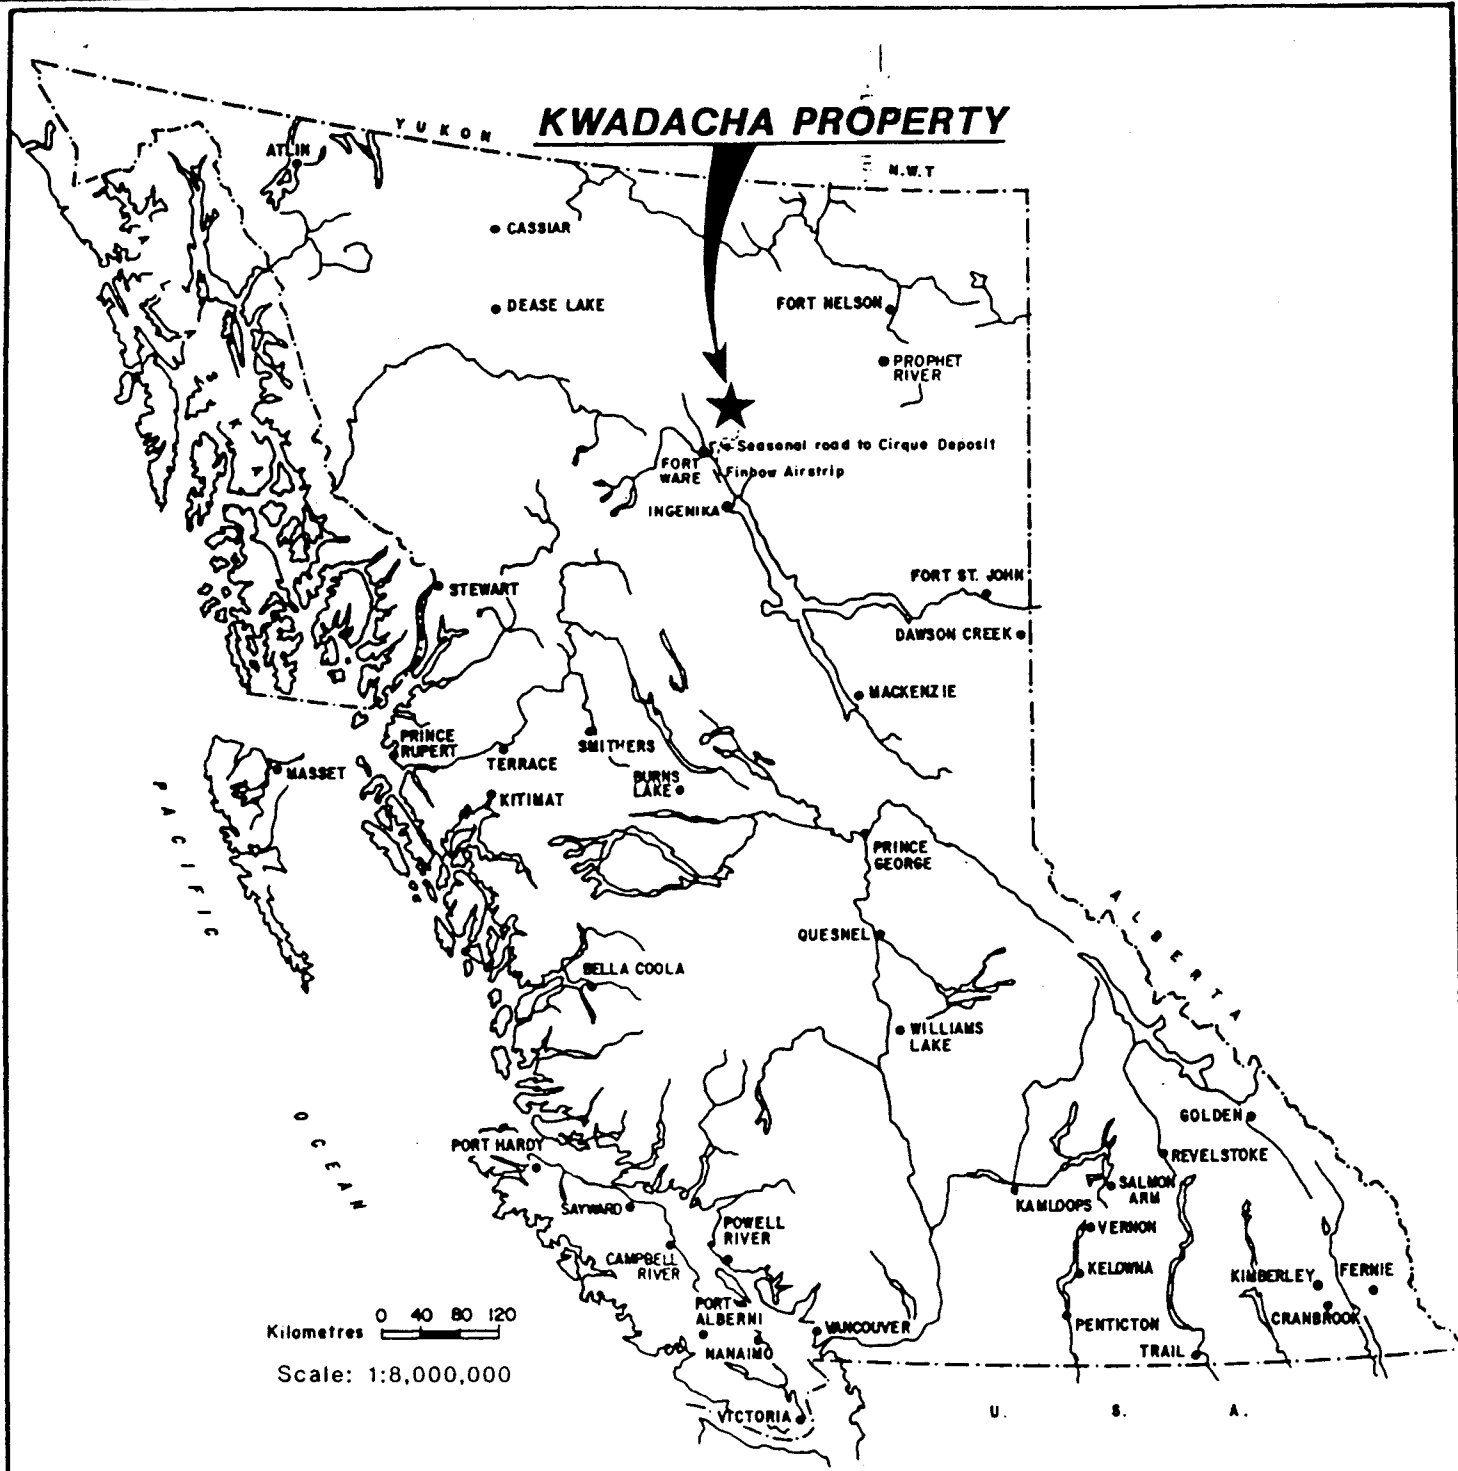 YUKON
KWADACHA PROPERTY
ATLIN
N.W.T
CASSIAR
DEASE LAKE
FORT NELSON
PROPHET
RIVER
ALASKA
Seasonal road to Cirque Deposit
FORT
WARE
Finbow Airstrip
INGENIKA
STEWART
FORT ST. JOHN
DAWSON CREEK
MACKENZIE
PRINCE
RUPERT
TERRACE
SMITHERS
MASSET
BURNS
LAKE
KITIMAT
PACIFIC
PRINCE
GEORGE
ALBERTA
QUESNEL
BELLA COOLA
WILLIAMS
LAKE
OCEAN
GOLDEN
PORT HARDY
REVELSTOKE
SALMON
ARM
KAMLOOPS
SAYWARD
POWELL
RIVER
VERNON
CAMPBELL
RIVER
KELOWNA
KIMBERLEY
FERNIE
PORT
ALBERNI
CRANBROOK
Kilometres 0 40 80 120
VANCOUVER
PENTICTON
NANAIMO
TRAIL
Scale: 1:8,000,000
VICTORIA
U. S. A.